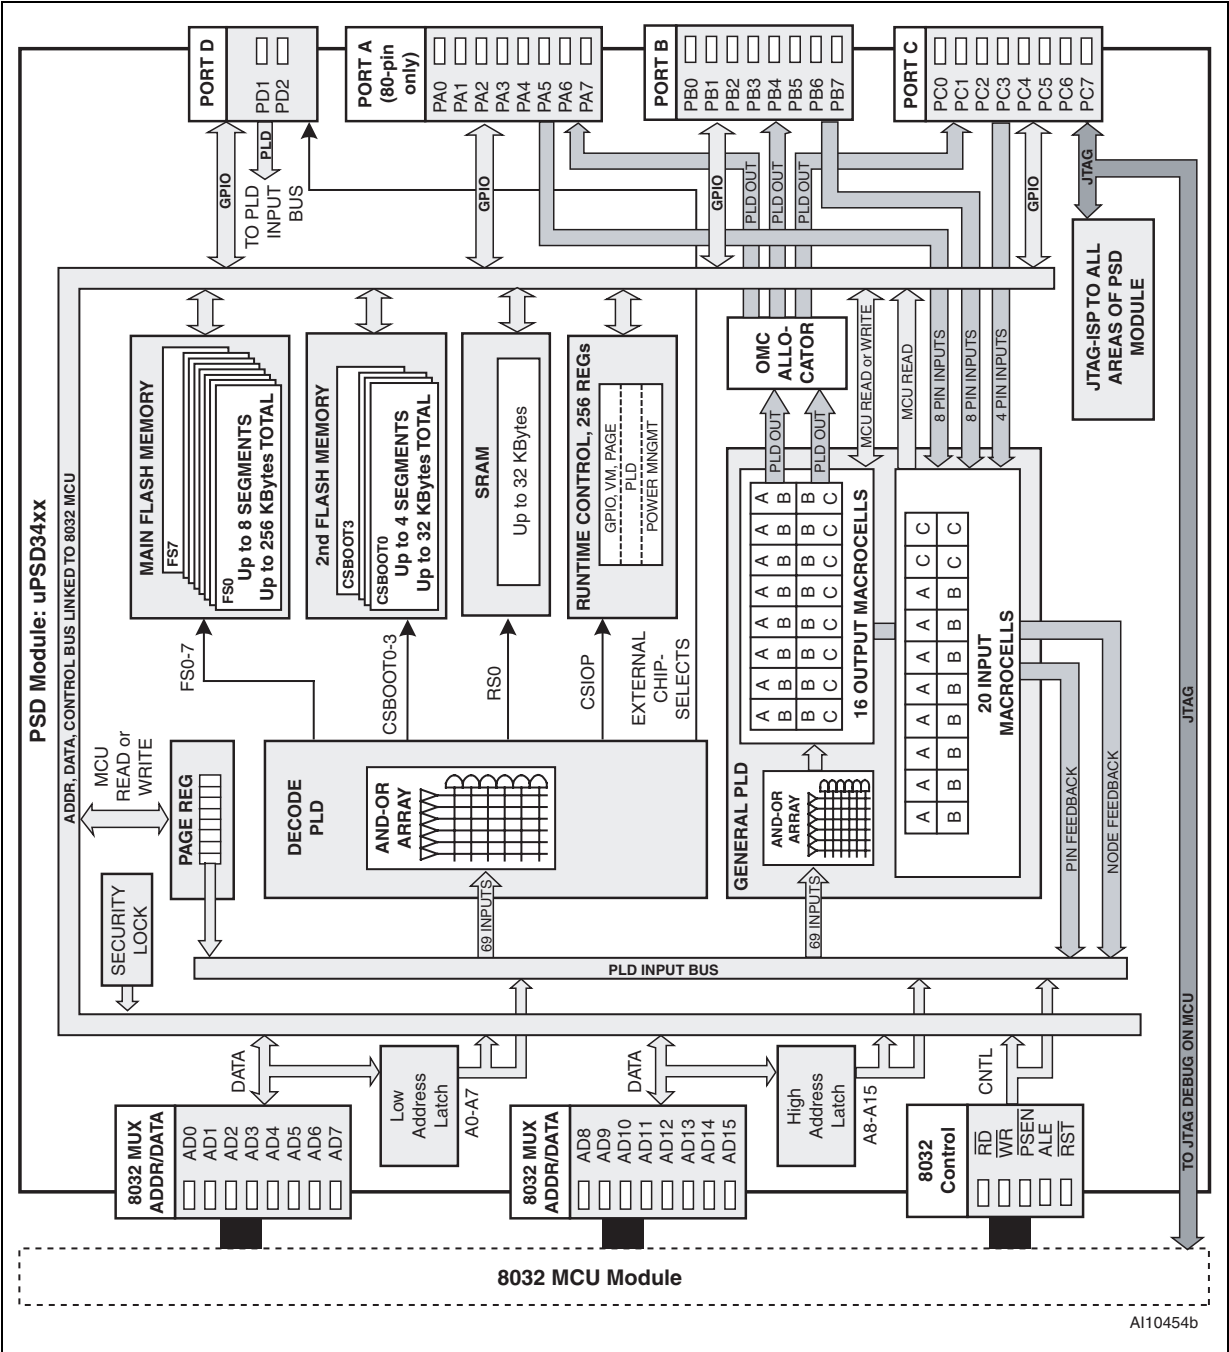 PORT D
PD1
PD2
PORT A
(80-pin
only)
PA0
PA1
PA2
PA3
PA4
PA5
PA6
PA7
PORT B
PB0
PB1
PB2
PB3
PB4
PB5
PB6
PB7
PORT C
PC0
PC1
PC2
PC3
PC4
PC5
PC6
PC7
GPIO
PLD
TO PLD
INPUT
BUS
GPIO
GPIO
PLD OUT
PLD OUT
PLD OUT
GPIO
JTAG
JTAG-ISP TO ALL
AREAS OF PSD
MODULE
PSD Module: uPSD34xx
ADDR, DATA, CONTROL BUS LINKED TO 8032 MCU
MAIN FLASH MEMORY
FS7
FS0
Up to 8 SEGMENTS
Up to 256 KBytes TOTAL
2nd FLASH MEMORY
CSBOOT3
CSBOOT0
Up to 4 SEGMENTS
Up to 32 KBytes TOTAL
SRAM
Up to 32 KBytes
RUNTIME CONTROL, 256 REGs
GPIO, VM, PAGE
PLD
POWER MNGMT
OMC
ALLO-
CATOR
MCU READ or WRITE
MCU READ
8 PIN INPUTS
8 PIN INPUTS
4 PIN INPUTS
PLD OUT
PLD OUT
A A A A A A A A
B B B B B B B B
B B B B B B B B
C C C C C C C C
16 OUTPUT MACROCELLS
A A A A A A A A C C
B B B B B B B B C C
20 INPUT
MACROCELLS
FS0-7
CSBOOT0-3
RS0
CSIOP
EXTERNAL
CHIP-
SELECTS
MCU
READ or
WRITE
PAGE REG
DECODE
PLD
AND-OR
ARRAY
GENERAL PLD
AND-OR
ARRAY
SECURITY
LOCK
69 INPUTS
69 INPUTS
PIN FEEDBACK
NODE FEEDBACK
JTAG
PLD INPUT BUS
DATA
Low
Address
Latch
A0-A7
DATA
High
Address
Latch
A8-A15
CNTL
TO JTAG DEBUG ON MCU
8032 MUX
ADDR/DATA
AD0
AD1
AD2
AD3
AD4
AD5
AD6
AD7
8032 MUX
ADDR/DATA
AD8
AD9
AD10
AD11
AD12
AD13
AD14
AD15
8032
Control
RD
WR
PSEN
ALE
RST
8032 MCU Module
AI10454b